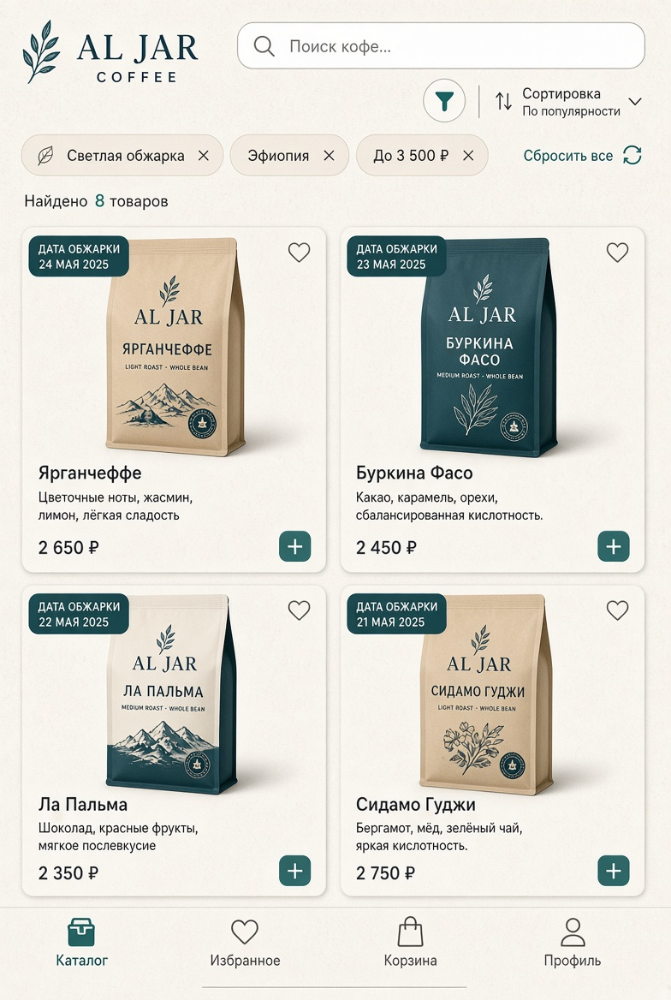 AL JAR
COFFEE
Поиск кофе...
Сортировка
По популярности
Светлая обжарка
Эфиопия
До 3 500 ₽
Сбросить все
Найдено 8 товаров
ДАТА ОБЖАРКИ
24 МАЯ 2025
AL JAR
ЯРГАНЧЕФФЕ
LIGHT ROAST • WHOLE BEAN
Ярганчеффе
Цветочные ноты, жасмин,
лимон, лёгкая сладость
2 650 ₽
ДАТА ОБЖАРКИ
23 МАЯ 2025
AL JAR
БУРКИНА
ФАСО
MEDIUM ROAST • WHOLE BEAN
Буркина Фасо
Какао, карамель, орехи,
сбалансированная кислотность.
2 450 ₽
ДАТА ОБЖАРКИ
22 МАЯ 2025
AL JAR
ЛА ПАЛЬМА
MEDIUM ROAST • WHOLE BEAN
Ла Пальма
Шоколад, красные фрукты,
мягкое послевкусие
2 350 ₽
ДАТА ОБЖАРКИ
21 МАЯ 2025
AL JAR
СИДАМО ГУДЖИ
LIGHT ROAST • WHOLE BEAN
Сидамо Гуджи
Бергамот, мёд, зелёный чай,
яркая кислотность.
2 750 ₽
Каталог
Избранное
Корзина
Профиль